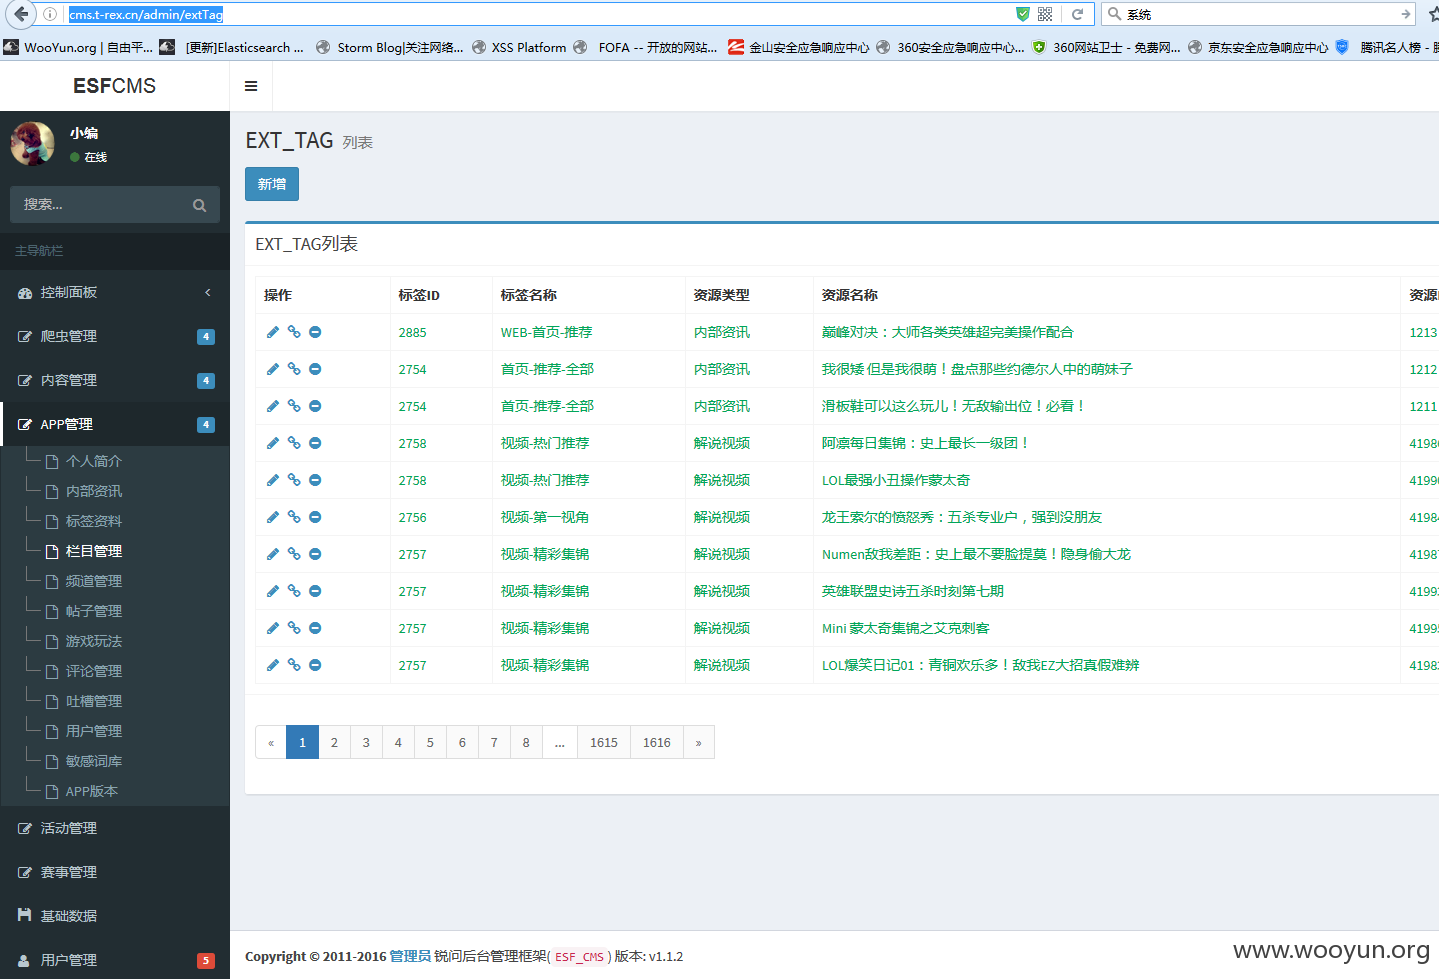 cms.t-rex.cn/admin/extTag
系统
WooYun.org | 自由平... [更新]Elasticsearch ... Storm Blog|关注网络... XSS Platform FOFA -- 开放的网站... 金山安全应急响应中心 360安全应急响应中心... 360网站卫士 - 免费网... 京东安全应急响应中心 腾讯名人榜 -
ESFCMS
小编
在线
搜索...
主导航栏
控制面板
爬虫管理 4
内容管理 4
APP管理 4
个人简介
内部资讯
标签资料
栏目管理
频道管理
帖子管理
游戏玩法
评论管理
吐槽管理
用户管理
敏感词库
APP版本
活动管理
赛事管理
基础数据
用户管理 5
EXT_TAG 列表
新增
EXT_TAG列表
操作 标签ID 标签名称 资源类型 资源名称 资源
2885 WEB-首页-推荐 内部资讯 巅峰对决：大师各类英雄超完美操作配合 1213
2754 首页-推荐-全部 内部资讯 我很矮 但是我很萌！盘点那些约德尔人中的萌妹子 1212
2754 首页-推荐-全部 内部资讯 滑板鞋可以这么玩儿！无敌输出位！必看！ 1211
2758 视频-热门推荐 解说视频 阿凛每日集锦：史上最长一级团！ 4198
2758 视频-热门推荐 解说视频 LOL最强小丑操作蒙太奇 4199
2756 视频-第一视角 解说视频 龙王索尔的愤怒秀：五杀专业户，强到没朋友 4198
2757 视频-精彩集锦 解说视频 Numen敌我差距：史上最不要脸提莫！隐身偷大龙 4198
2757 视频-精彩集锦 解说视频 英雄联盟史诗五杀时刻第七期 4199
2757 视频-精彩集锦 解说视频 Mini 蒙太奇集锦之艾克刺客 4199
2757 视频-精彩集锦 解说视频 LOL爆笑日记01：青铜欢乐多！敌我EZ大招真假难辨 4198
« 1 2 3 4 5 6 7 8 ... 1615 1616 »
Copyright © 2011-2016 管理员 锐问后台管理框架( ESF_CMS ) 版本: v1.1.2
www.wooyun.org